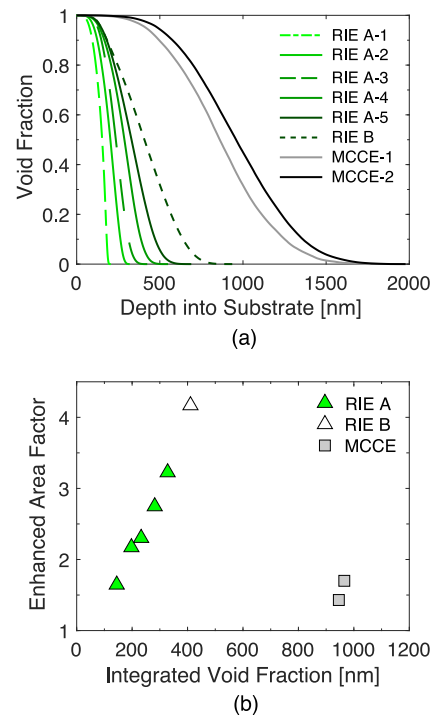 1
0.8
0.6
0.4
0.2
0
Void Fraction
RIE A-1
RIE A-2
RIE A-3
RIE A-4
RIE A-5
RIE B
MCCE-1
MCCE-2
0 500 1000 1500 2000
Depth into Substrate [nm]
(a)
4
3
2
1
Enhanced Area Factor
RIE A
RIE B
MCCE
0 200 400 600 800 1000 1200
Integrated Void Fraction [nm]
(b)